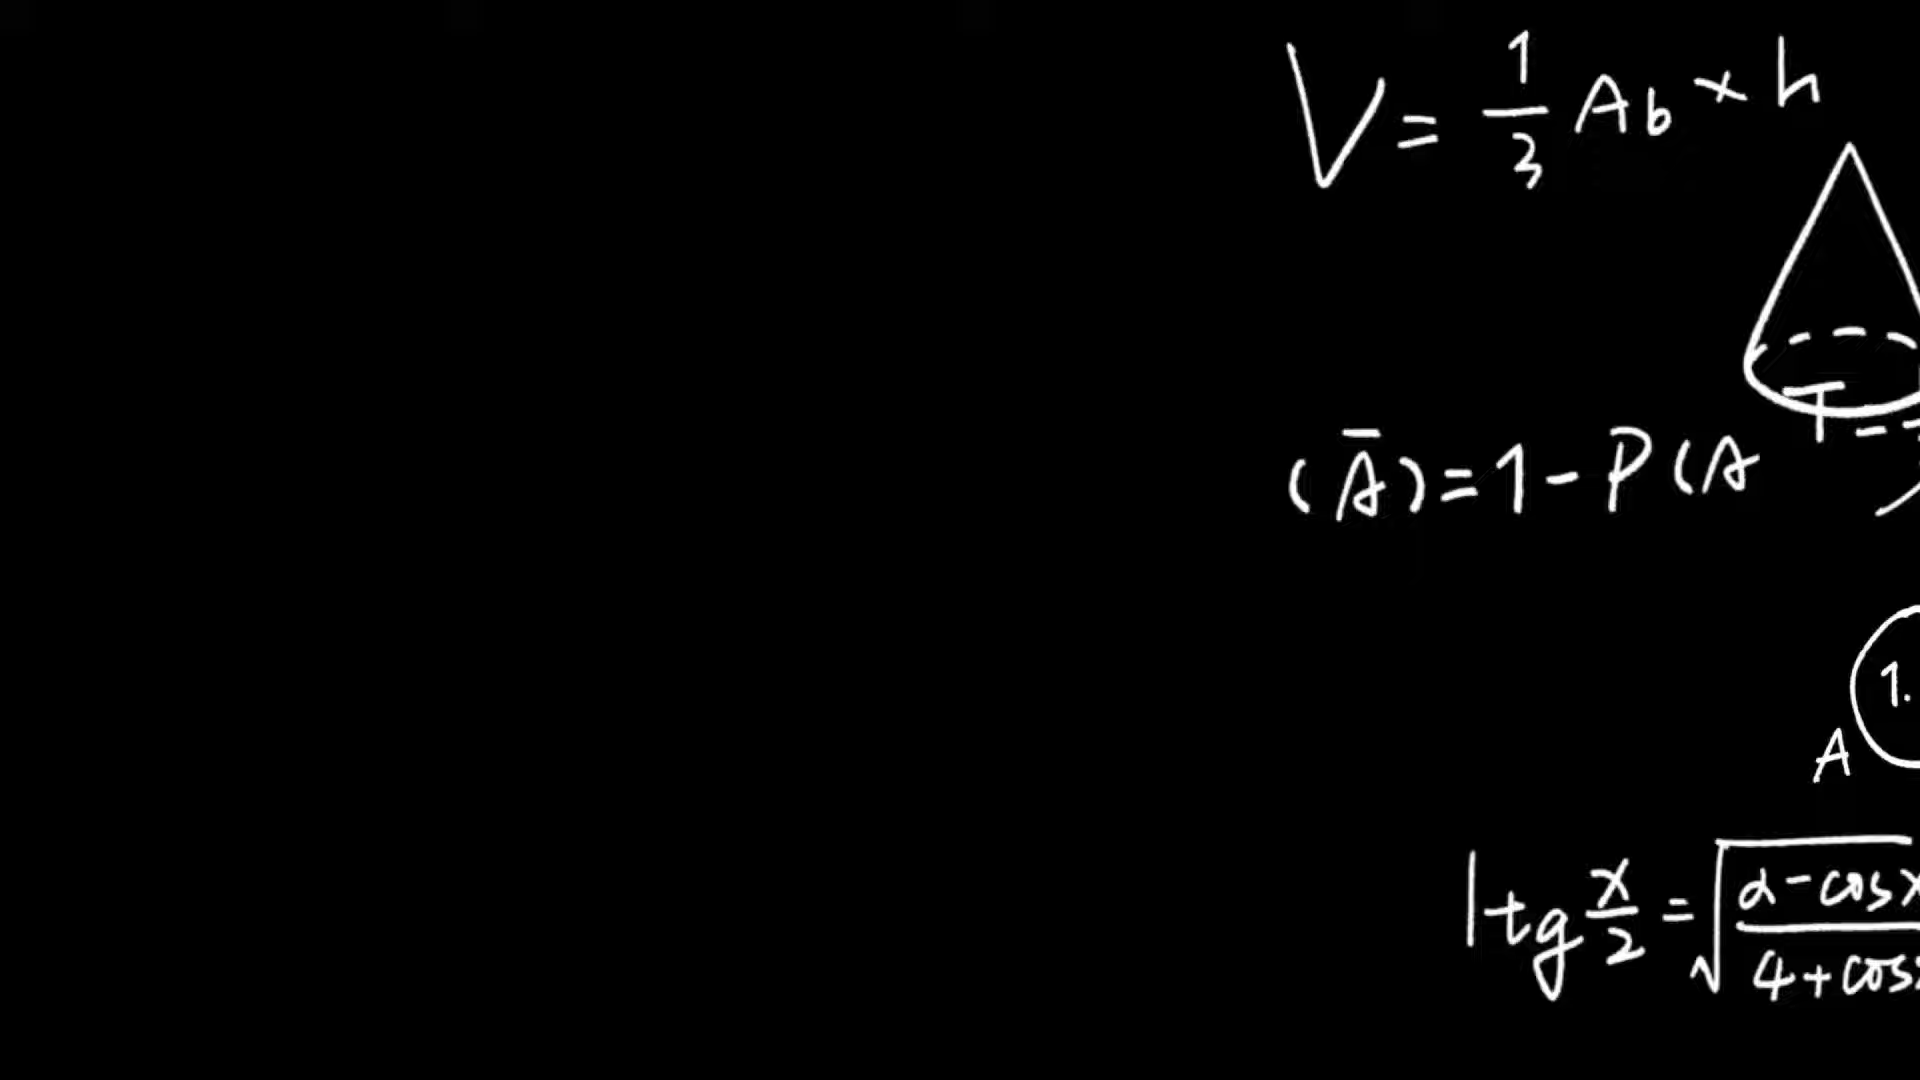 V = 1/3 Ab × h
T
(Ā) = 1 - P(A
1.
A
|tg x/2 = √(α - cos x / 4 + cos